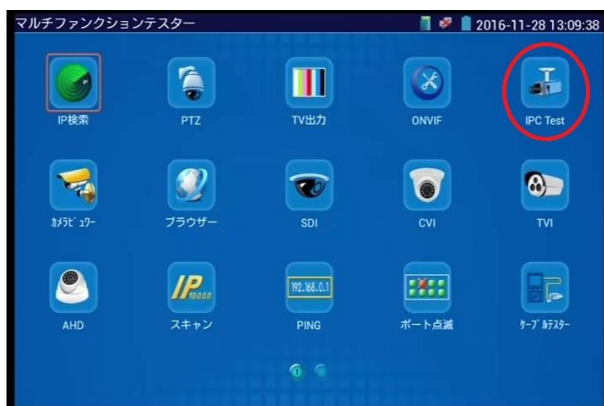 マルチファンクションテスター 2016-11-28 13:09:38
IP検索 PTZ TV出力 ONVIF IPC Test
ｶﾒﾗﾋﾞｭﾜｰ ブラウザー SDI CVI TVI
IP
192.168.0.1
AHD スキャン PING ポート点滅 ｹｰﾌﾞﾙﾃｽﾀｰ